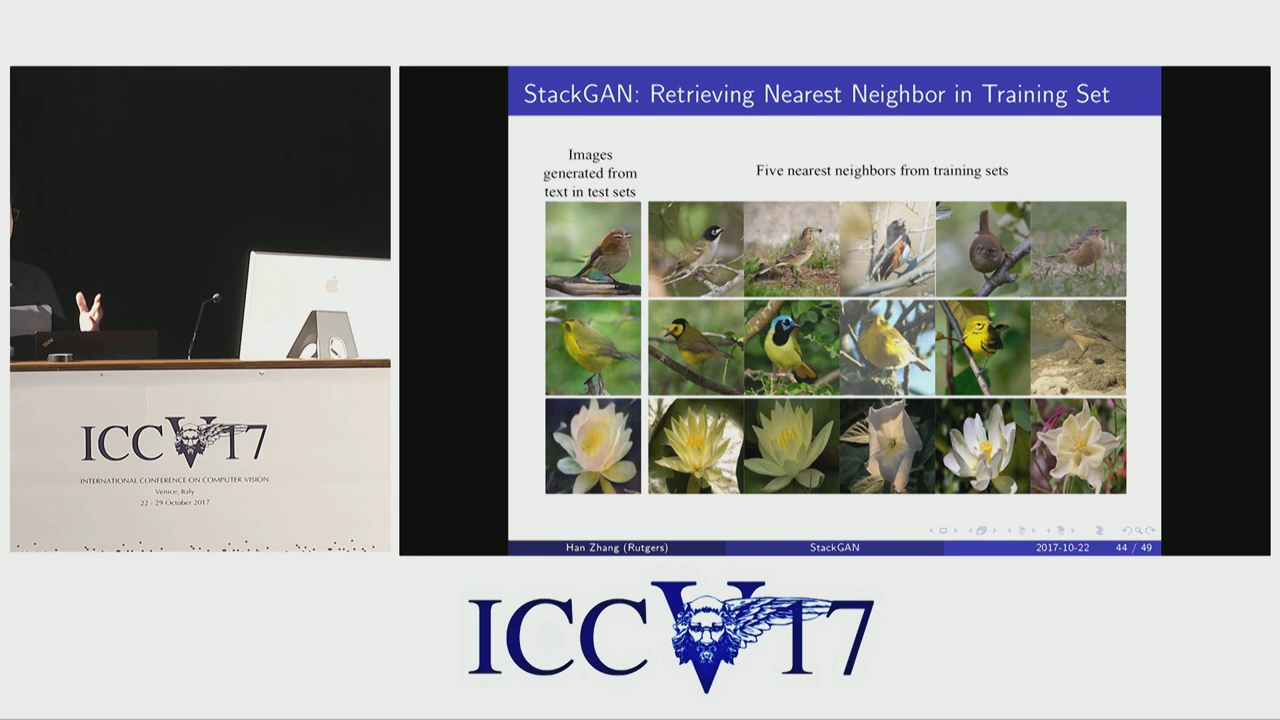 StackGAN: Retrieving Nearest Neighbor in Training Set
Images
generated from
text in test sets
Five nearest neighbors from training sets
Han Zhang (Rutgers)
StackGAN
2017-10-22
44 / 49
ICCV17
INTERNATIONAL CONFERENCE ON COMPUTER VISION
Venice, Italy
22 - 29 October 2017
ICCV17